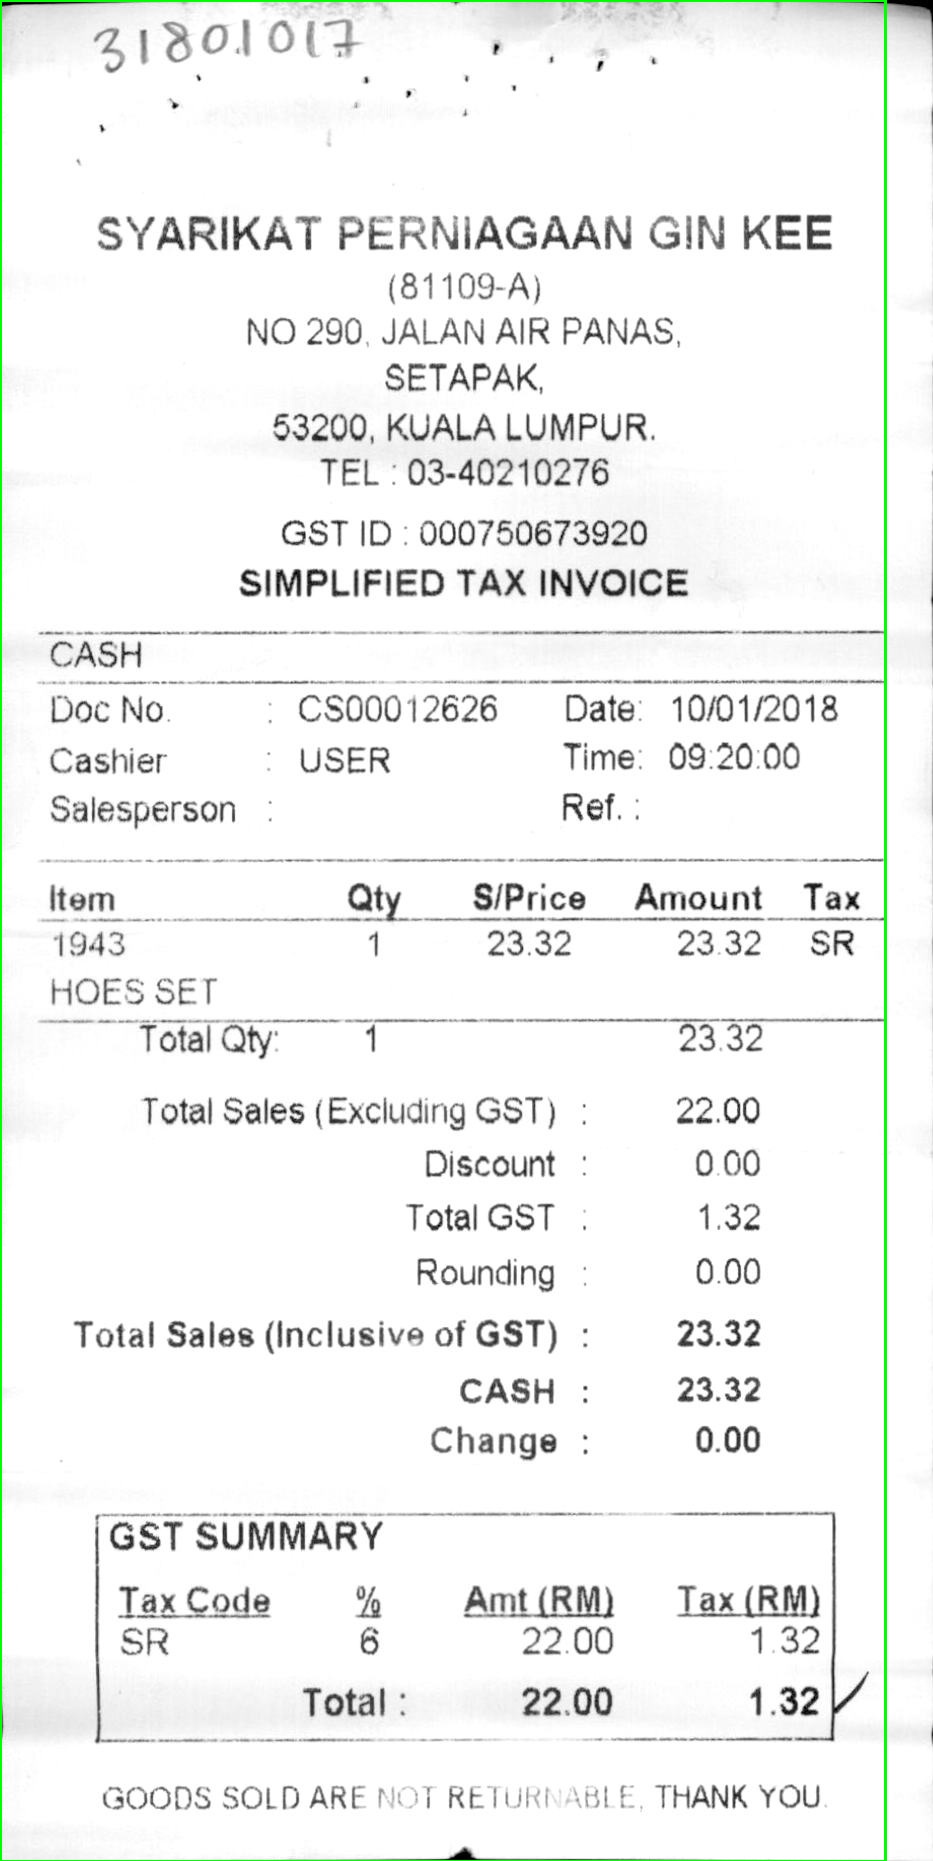 31801017
SYARIKAT PERNIAGAAN GIN KEE
(81109-A)
NO 290, JALAN AIR PANAS,
SETAPAK,
53200, KUALA LUMPUR.
TEL : 03-40210276
GST ID : 000750673920
SIMPLIFIED TAX INVOICE
CASH
Doc No. : CS00012626 Date: 10/01/2018
Cashier : USER Time: 09:20:00
Salesperson : Ref. :
Item Qty S/Price Amount Tax
1943 1 23.32 23.32 SR
HOES SET
Total Qty: 1 23.32
Total Sales (Excluding GST) : 22.00
Discount : 0.00
Total GST : 1.32
Rounding : 0.00
Total Sales (Inclusive of GST) : 23.32
CASH : 23.32
Change : 0.00
GST SUMMARY
Tax Code % Amt (RM) Tax (RM)
SR 6 22.00 1.32
Total : 22.00 1.32
GOODS SOLD ARE NOT RETURNABLE, THANK YOU.